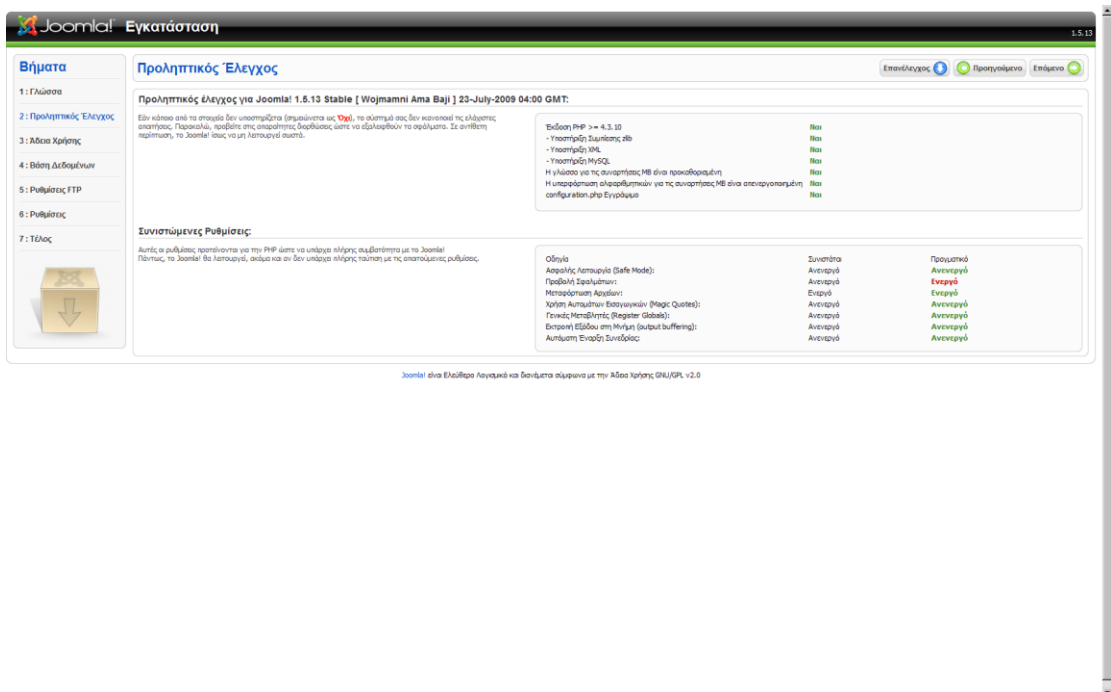 Joomla! Εγκατάσταση
1.5.13
Βήματα
1 : Γλώσσα
2 : Προληπτικός Έλεγχος
3 : Άδεια Χρήσης
4 : Βάση Δεδομένων
5 : Ρυθμίσεις FTP
6 : Ρυθμίσεις
7 : Τέλος
Προληπτικός Έλεγχος
Επανέλεγχος Προηγούμενο Επόμενο
Προληπτικός έλεγχος για Joomla! 1.5.13 Stable [ Wojmamni Ama Baji ] 23-July-2009 04:00 GMT:
Εάν κάποιο από τα στοιχεία δεν υποστηρίζεται (σημειώνεται ως Όχι), το σύστημά σας δεν ικανοποιεί τις ελάχιστες
απαιτήσεις. Παρακαλώ, προβείτε στις απαραίτητες διορθώσεις ώστε να εξαλειφθούν τα σφάλματα. Σε αντίθετη
περίπτωση, το Joomla! ίσως να μη λειτουργεί σωστά.
Έκδοση PHP >= 4.3.10 Ναι
- Υποστήριξη Συμπίεσης zlib Ναι
- Υποστήριξη XML Ναι
- Υποστήριξη MySQL Ναι
Η γλώσσα για τις συναρτήσεις MB είναι προκαθορισμένη Ναι
Η υπερφόρτωση αλφαριθμητικών για τις συναρτήσεις MB είναι απενεργοποιημένη Ναι
configuration.php Εγγράψιμο Ναι
Συνιστώμενες Ρυθμίσεις:
Αυτές οι ρυθμίσεις προτείνονται για την PHP ώστε να υπάρχει πλήρης συμβατότητα με το Joomla!
Πάντως, το Joomla! θα λειτουργεί, ακόμα και αν δεν υπάρχει πλήρης ταύτιση με τις απαιτούμενες ρυθμίσεις.
Οδηγία Συνιστάται Πραγματικό
Ασφαλής Λειτουργία (Safe Mode): Ανενεργό Ανενεργό
Προβολή Σφαλμάτων: Ανενεργό Ενεργό
Μεταφόρτωση Αρχείων: Ενεργό Ενεργό
Χρήση Αυτομάτων Εισαγωγικών (Magic Quotes): Ανενεργό Ανενεργό
Γενικές Μεταβλητές (Register Globals): Ανενεργό Ανενεργό
Εκτροπή Εξόδου στη Μνήμη (output buffering): Ανενεργό Ανενεργό
Αυτόματη Έναρξη Συνεδρίας: Ανενεργό Ανενεργό
Joomla! είναι Ελεύθερο Λογισμικό και διανέμεται σύμφωνα με την Άδεια Χρήσης GNU/GPL v2.0